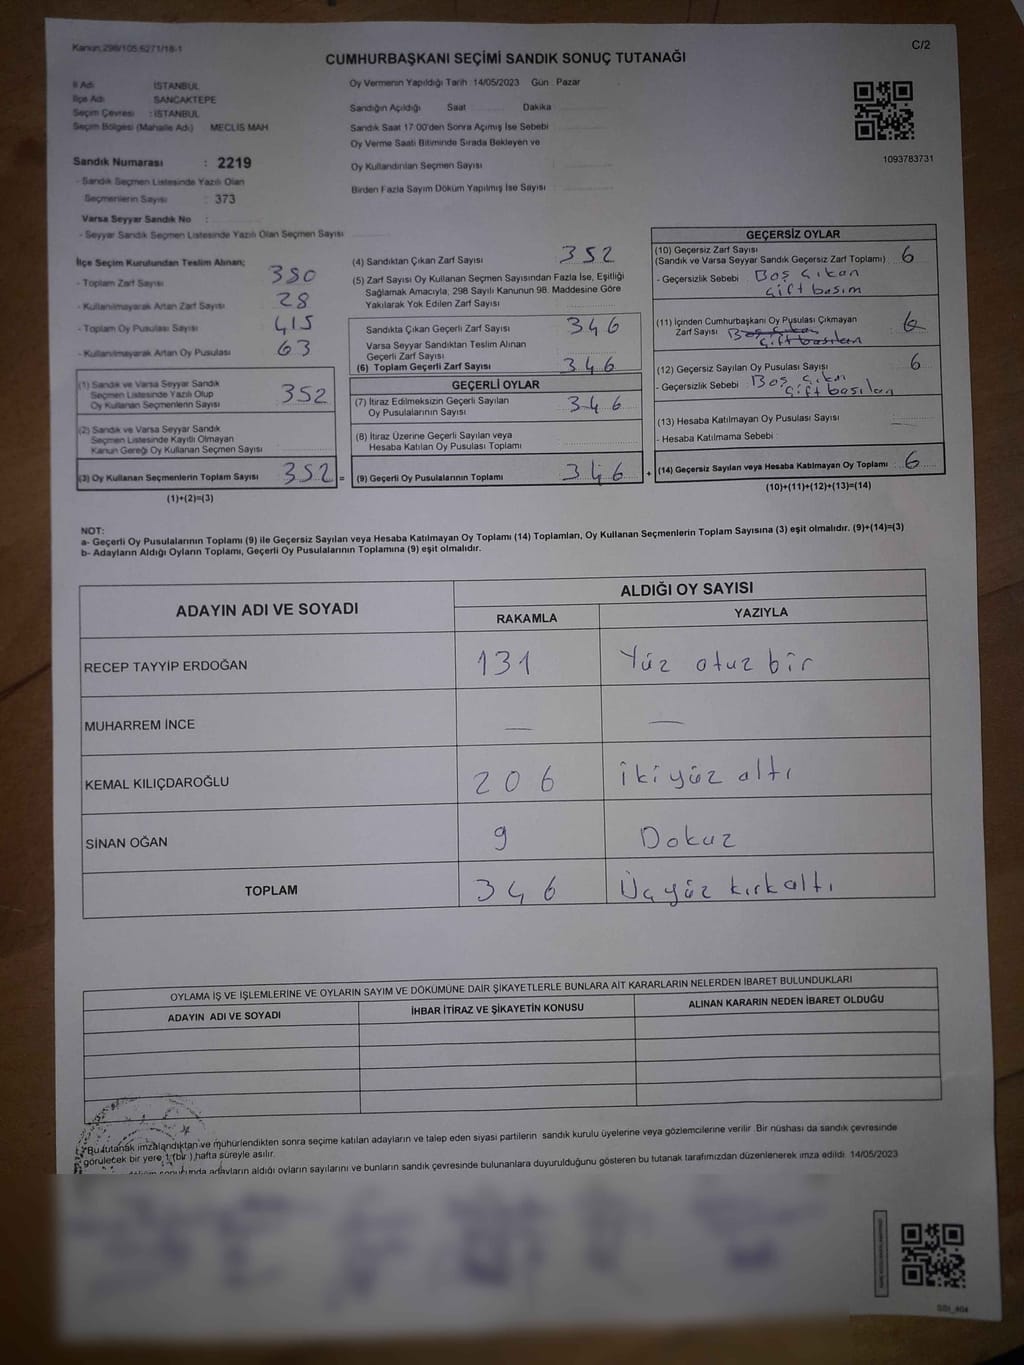 Kanun:298/105.6271/18-1
C/2
CUMHURBAŞKANI SEÇİMİ SANDIK SONUÇ TUTANAĞI
İl Adı : İSTANBUL
İlçe Adı : SANCAKTEPE
Seçim Çevresi : İSTANBUL
Seçim Bölgesi (Mahalle Adı) MECLİS MAH
Sandık Numarası : 2219
- Sandık Seçmen Listesinde Yazılı Olan
Seçmenlerin Sayısı : 373
Varsa Seyyar Sandık No :
- Seyyar Sandık Seçmen Listesinde Yazılı Olan Seçmen Sayısı
Oy Vermenin Yapıldığı Tarih :14/05/2023 Gün : Pazar
Sandığın Açıldığı Saat Dakika
Sandık Saat 17:00'den Sonra Açımış İse Sebebi
Oy Verme Saati Bitiminde Sırada Bekleyen ve
Oy Kullandırılan Seçmen Sayısı
Birden Fazla Sayım Döküm Yapılmış İse Sayısı
1093783731
İlçe Seçim Kurulundan Teslim Alınan;
- Toplam Zarf Sayısı 380
- Kullanılmayarak Artan Zarf Sayısı 28
- Toplam Oy Pusulası Sayısı 415
- Kullanılmayarak Artan Oy Pusulası 63
(1) Sandık ve Varsa Seyyar Sandık
Seçmen Listesinde Yazılı Olup
Oy Kullanan Seçmenlerin Sayısı 352
(2) Sandık ve Varsa Seyyar Sandık
Seçmen Listesinde Kayıtlı Olmayan
Kanun Gereği Oy Kullanan Seçmen Sayısı
(3) Oy Kullanan Seçmenlerin Toplam Sayısı 352 =
(1)+(2)=(3)
(4) Sandıktan Çıkan Zarf Sayısı 352
(5) Zarf Sayısı Oy Kullanan Seçmen Sayısından Fazla İse, Eşitliği
Sağlamak Amacıyla, 298 Sayılı Kanunun 98. Maddesine Göre
Yakılarak Yok Edilen Zarf Sayısı
Sandıkta Çıkan Geçerli Zarf Sayısı 346
Varsa Seyyar Sandıktan Teslim Alınan
Geçerli Zarf Sayısı
(6) Toplam Geçerli Zarf Sayısı 346
GEÇERLİ OYLAR
(7) İtiraz Edilmeksizin Geçerli Sayılan
Oy Pusulalarının Sayısı 346
(8) İtiraz Üzerine Geçerli Sayılan veya
Hesaba Katılan Oy Pusulası Toplamı
(9) Geçerli Oy Pusulalarının Toplamı 346 +
GEÇERSİZ OYLAR
(10) Geçersiz Zarf Sayısı
(Sandık ve Varsa Seyyar Sandık Geçersiz Zarf Toplamı) 6
- Geçersizlik Sebebi : Boş çıkan
çift basım
(11) İçinden Cumhurbaşkanı Oy Pusulası Çıkmayan
Zarf Sayısı Boş çıkan
çift basılan
(12) Geçersiz Sayılan Oy Pusulası Sayısı 6
- Geçersizlik Sebebi : Boş çıkan
çift basılan
(13) Hesaba Katılmayan Oy Pusulası Sayısı
- Hesaba Katılmama Sebebi :
(14) Geçersiz Sayılan veya Hesaba Katılmayan Oy Toplamı 6
(10)+(11)+(12)+(13)=(14)
NOT:
a- Geçerli Oy Pusulalarının Toplamı (9) ile Geçersiz Sayılan veya Hesaba Katılmayan Oy Toplamı (14) Toplamları, Oy Kullanan Seçmenlerin Toplam Sayısına (3) eşit olmalıdır. (9)+(14)=(3)
b- Adayların Aldığı Oyların Toplamı, Geçerli Oy Pusulalarının Toplamına (9) eşit olmalıdır.
ADAYIN ADI VE SOYADI
ALDIĞI OY SAYISI
RAKAMLA YAZIYLA
RECEP TAYYİP ERDOĞAN 131 Yüz otuz bir
MUHARREM İNCE — —
KEMAL KILIÇDAROĞLU 206 İkiyüz altı
SİNAN OĞAN 9 Dokuz
TOPLAM 346 Üçyüz kırkaltı
OYLAMA İŞ VE İŞLEMLERİNE VE OYLARIN SAYIM VE DÖKÜMÜNE DAİR ŞİKAYETLERLE BUNLARA AİT KARARLARIN NELERDEN İBARET BULUNDUKLARI
ADAYIN ADI VE SOYADI İHBAR İTİRAZ VE ŞİKAYETİN KONUSU ALINAN KARARIN NEDEN İBARET OLDUĞU
Bu tutanak imzalandıktan ve mühürlendikten sonra seçime katılan adayların ve talep eden siyasi partilerin sandık kurulu üyelerine veya gözlemcilerine verilir. Bir nüshası da sandık çevresinde
görülecek bir yere 1 (bir) hafta süreyle asılır.
adayların aldığı oyların sayılarını ve bunların sandık çevresinde bulunanlara duyurulduğunu gösteren bu tutanak tarafımızdan düzenlenerek imza edildi. 14/05/2023